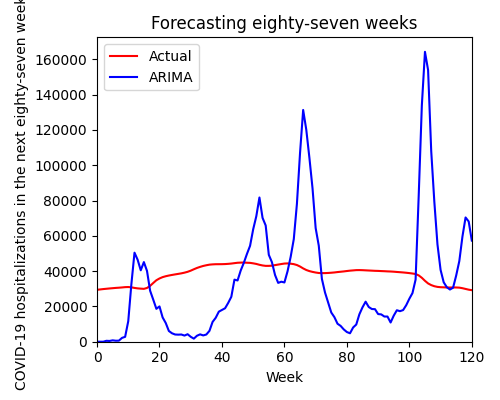 Forecasting eighty-seven weeks
COVID-19 hospitalizations in the next eighty-seven week
160000
140000
120000
100000
80000
60000
40000
20000
0
Actual
ARIMA
0 20 40 60 80 100 120
Week